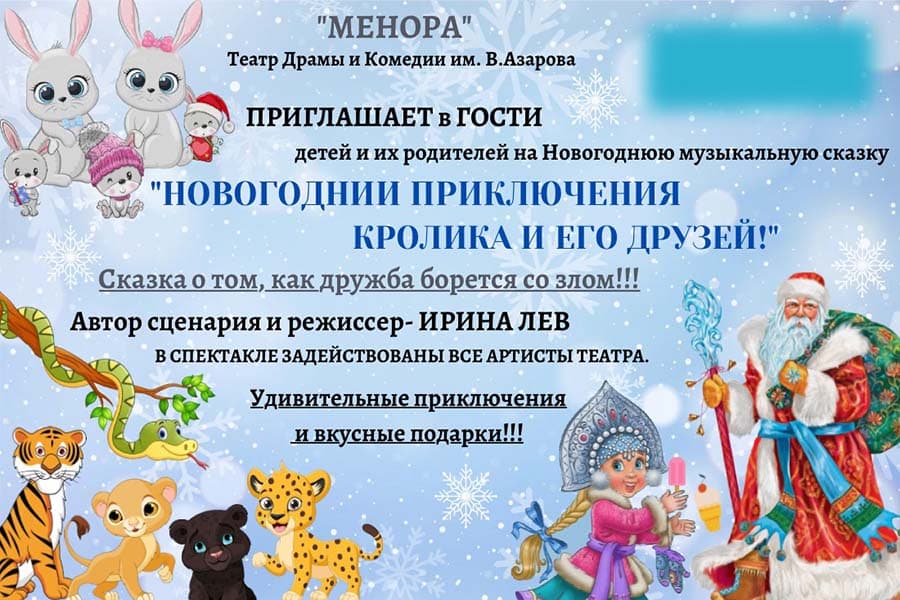 "МЕНОРА"
Театр Драмы и Комедии им. В.Азарова
ПРИГЛАШАЕТ в ГОСТИ
детей и их родителей на Новогоднюю музыкальную сказку
"НОВОГОДНИИ ПРИКЛЮЧЕНИЯ
КРОЛИКА И ЕГО ДРУЗЕЙ!"
Сказка о том, как дружба борется со злом!!!
Автор сценария и режиссер- ИРИНА ЛЕВ
В СПЕКТАКЛЕ ЗАДЕЙСТВОВАНЫ ВСЕ АРТИСТЫ ТЕАТРА.
Удивительные приключения
и вкусные подарки!!!